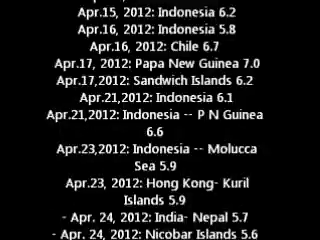 Apr.15, 2012: Indonesia 6.2
Apr.16, 2012: Indonesia 5.8
Apr.16, 2012: Chile 6.7
Apr.17, 2012: Papa New Guinea 7.0
Apr.17,2012: Sandwich Islands 6.2
Apr.21,2012: Indonesia 6.1
Apr.21,2012: Indonesia -- P N Guinea
6.6
Apr.23,2012: Indonesia -- Molucca
Sea 5.9
Apr.23, 2012: Hong Kong- Kuril
Islands 5.9
- Apr. 24, 2012: India- Nepal 5.7
- Apr. 24, 2012: Nicobar Islands 5.6